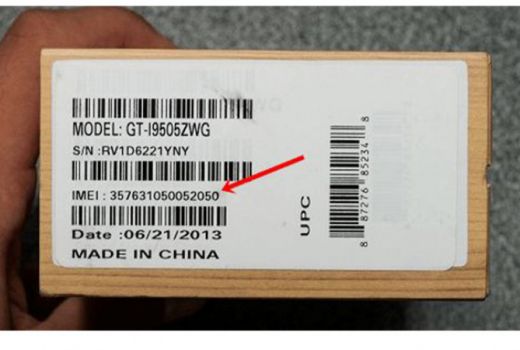 MODEL: GT-I9505ZWG
S/N :RV1D6221YNY
IMEI : 357631050052050
Date :06/21/2013
MADE IN CHINA
UPC
8 87276 85234 8